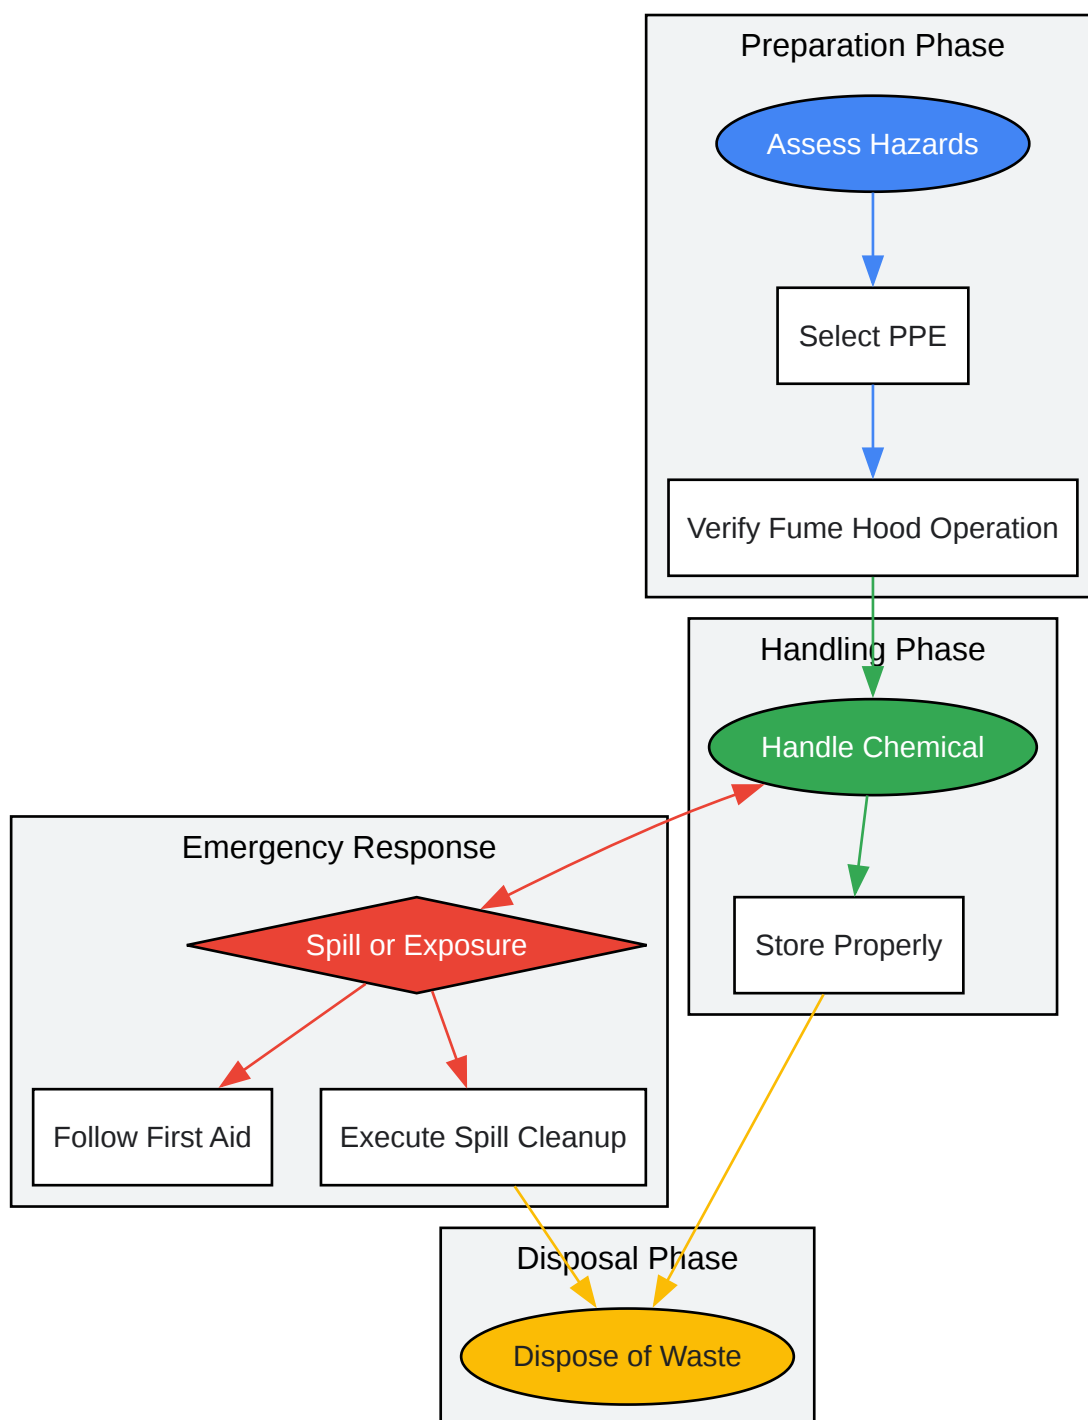 Preparation Phase
Assess Hazards
Select PPE
Verify Fume Hood Operation
Handling Phase
Handle Chemical
Emergency Response
Spill or Exposure
Store Properly
Follow First Aid
Execute Spill Cleanup
Disposal Phase
Dispose of Waste